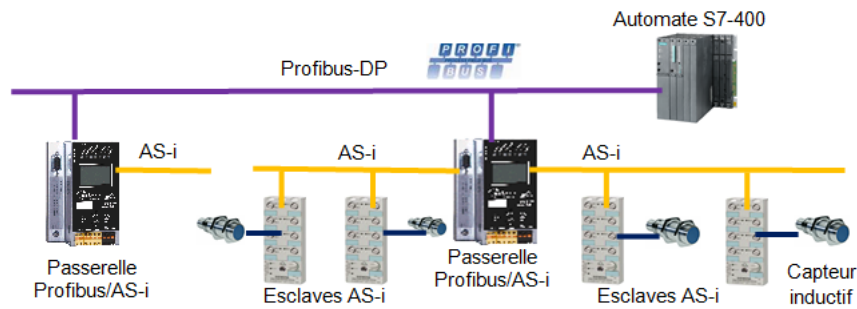 Automate S7-400
PROFI
BUS
Profibus-DP
AS-i
AS-i
AS-i
Passerelle
Profibus/AS-i
Esclaves AS-i
Passerelle
Profibus/AS-i
Esclaves AS-i
Capteur
inductif